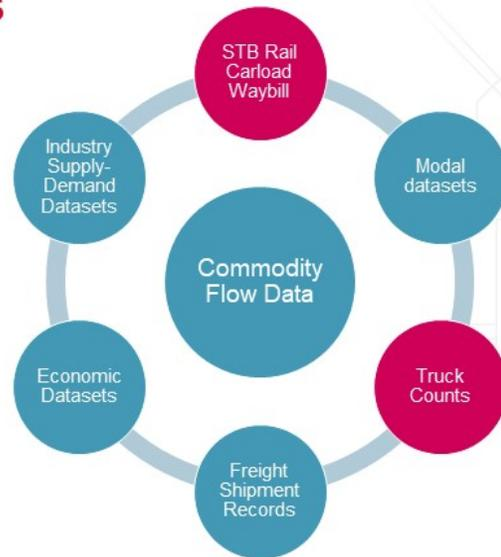 STB Rail
Carload
Waybill
Industry
Supply-
Demand
Datasets
Modal
datasets
Commodity
Flow Data
Economic
Datasets
Truck
Counts
Freight
Shipment
Records